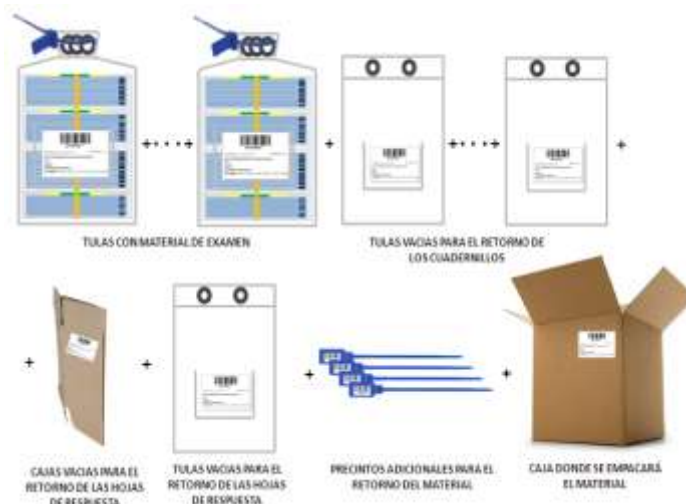 TULAS CON MATERIAL DE EXAMEN
TULAS VACIAS PARA EL RETORNO DE
LOS CUADERNILLOS
CAJAS VACIAS PARA EL
RETORNO DE LAS HOJAS
DE RESPUESTA
TULAS VACIAS PARA EL
RETORNO DE LAS HOJAS
DE RESPUESTA
PRECINTOS ADICIONALES PARA EL
RETORNO DEL MATERIAL
CAJA DONDE SE EMPACARÁ
EL MATERIAL